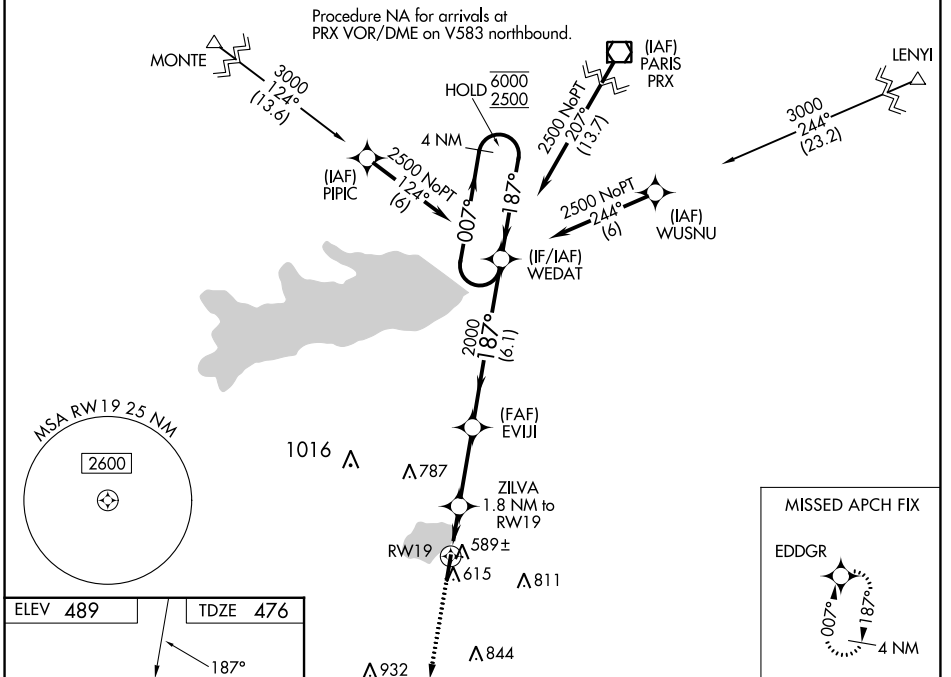 Procedure NA for arrivals at
PRX VOR/DME on V583 northbound.
MONTE
3000
124°
(13.6)
(IAF)
PIPIC
2500 NoPT
124°
(6)
HOLD 6000
2500
4 NM
007°
187°
(IAF)
PARIS
PRX
2500 NoPT
207°
(13.7)
LENYI
3000
244°
(23.2)
2500 NoPT
244°
(6)
(IAF)
WUSNU
(IF/IAF)
WEDAT
2000
187°
(6.1)
(FAF)
EVIJI
MSA RW19 25 NM
2600
1016
787
ZILVA
1.8 NM to
RW19
RW19
589±
615
811
844
932
MISSED APCH FIX
EDDGR
007°
187°
4 NM
ELEV 489
TDZE 476
187°